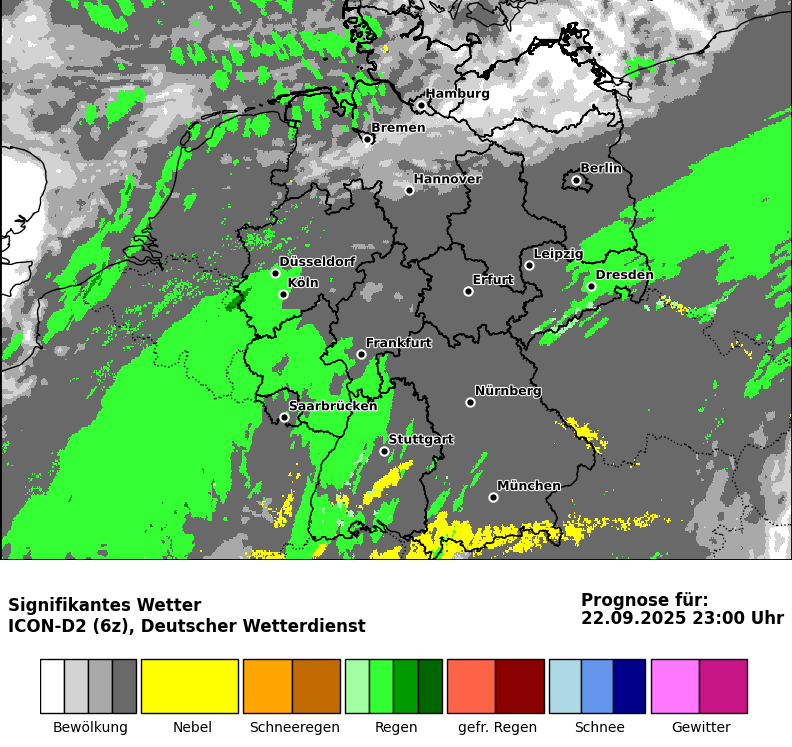 Hamburg
Bremen
Berlin
Hannover
Leipzig
Düsseldorf
Dresden
Köln
Erfurt
Frankfurt
Nürnberg
Saarbrücken
Stuttgart
München
Signifikantes Wetter
ICON-D2 (6z), Deutscher Wetterdienst
Prognose für:
22.09.2025 23:00 Uhr
Bewölkung
Nebel
Schneeregen
Regen
gefr. Regen
Schnee
Gewitter